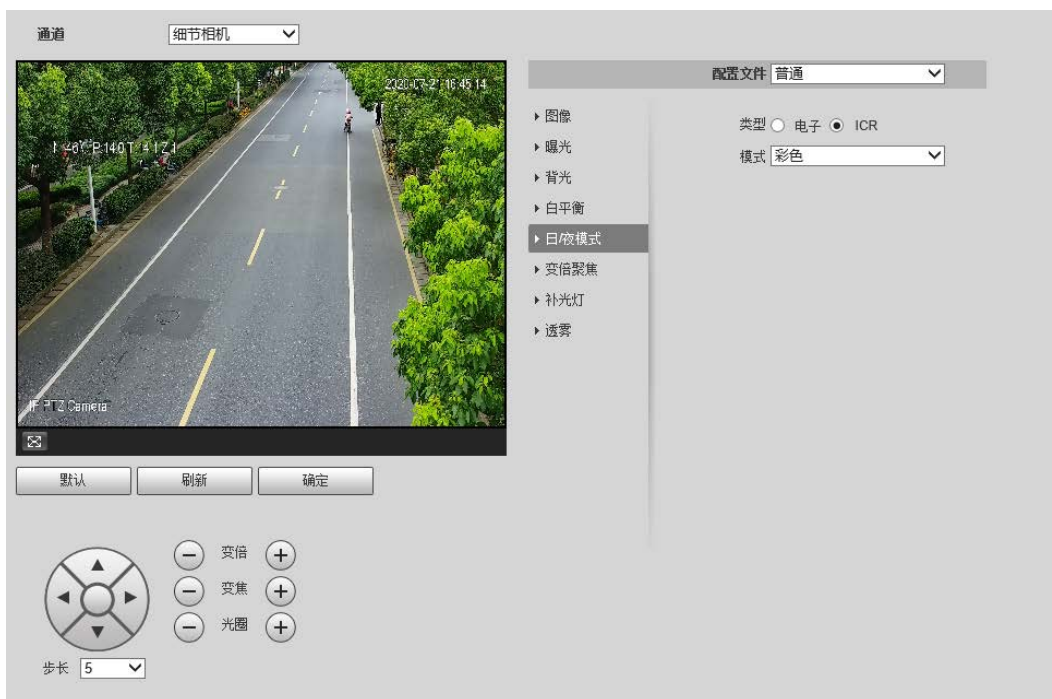 通道 细节相机
配置文件 普通
2020-07-21 16:45:14
IP PTZ Camera
默认 刷新 确定
变倍
变焦
光圈
步长 5
图像
曝光
背光
白平衡
日/夜模式
变倍聚焦
补光灯
透雾
类型 电子 ICR
模式 彩色